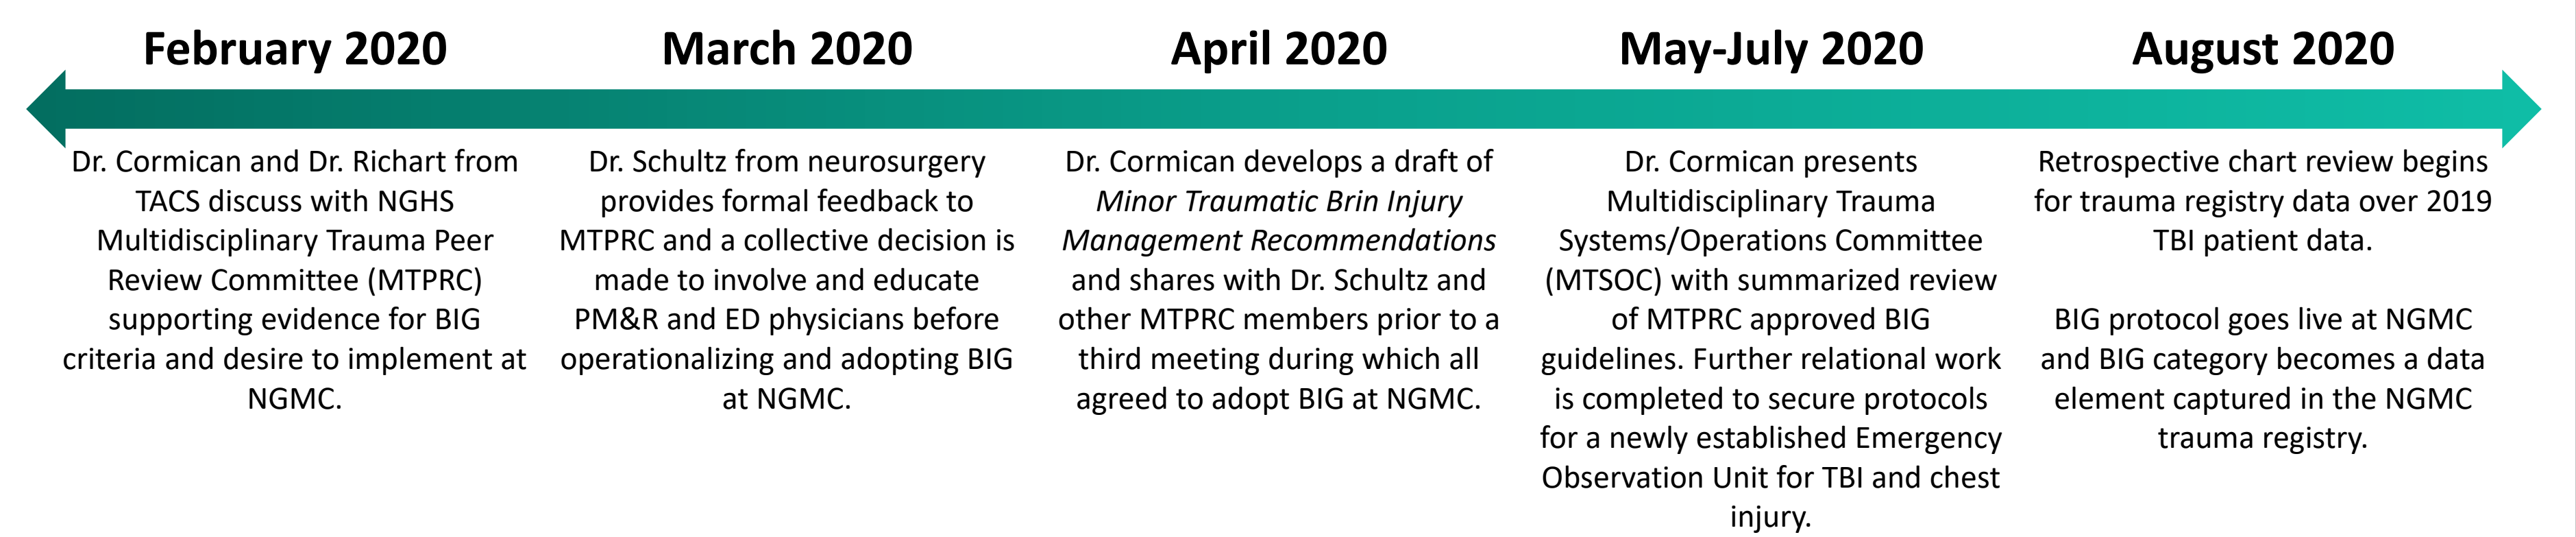 February 2020
Dr. Cormican and Dr. Richart from
TACS discuss with NGHS
Multidisciplinary Trauma Peer
Review Committee (MTPRC)
supporting evidence for BIG
criteria and desire to implement at
NGMC.
March 2020
Dr. Schultz from neurosurgery
provides formal feedback to
MTPRC and a collective decision is
made to involve and educate
PM&R and ED physicians before
operationalizing and adopting BIG
at NGMC.
April 2020
Dr. Cormican develops a draft of
Minor Traumatic Brin Injury
Management Recommendations
and shares with Dr. Schultz and
other MTPRC members prior to a
third meeting during which all
agreed to adopt BIG at NGMC.
May-July 2020
Dr. Cormican presents
Multidisciplinary Trauma
Systems/Operations Committee
(MTSOC) with summarized review
of MTPRC approved BIG
guidelines. Further relational work
is completed to secure protocols
for a newly established Emergency
Observation Unit for TBI and chest
injury.
August 2020
Retrospective chart review begins
for trauma registry data over 2019
TBI patient data.
BIG protocol goes live at NGMC
and BIG category becomes a data
element captured in the NGMC
trauma registry.